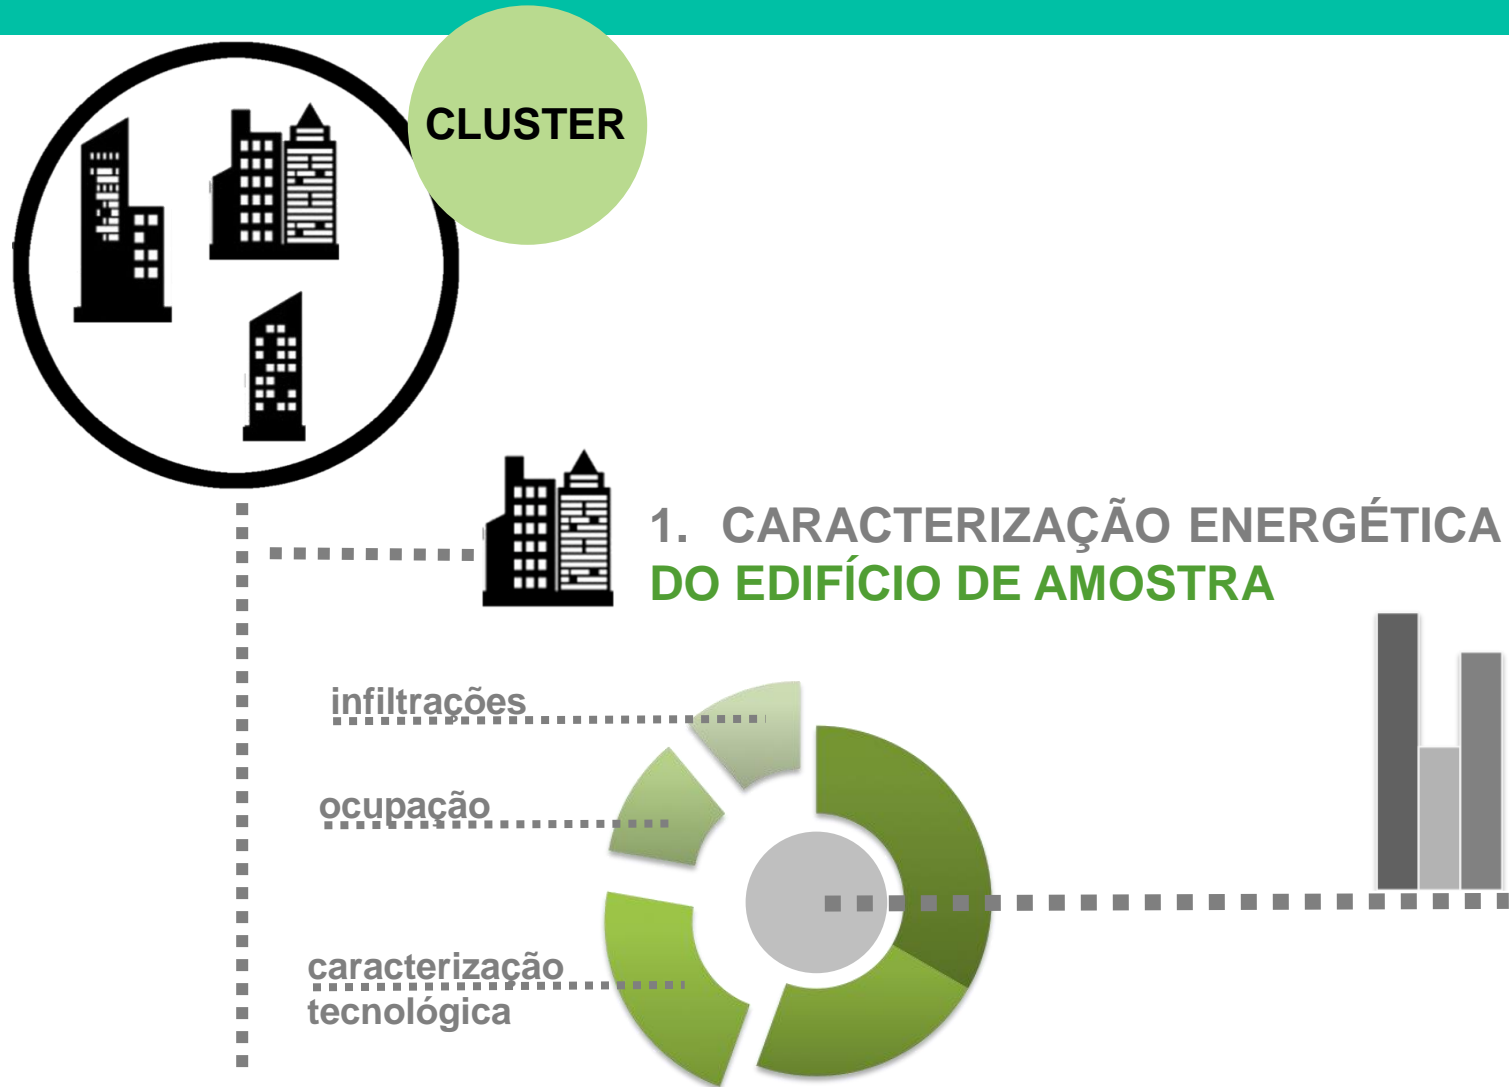 CLUSTER
1. CARACTERIZAÇÃO ENERGÉTICA
DO EDIFÍCIO DE AMOSTRA
infiltrações
ocupação
caracterização
tecnológica